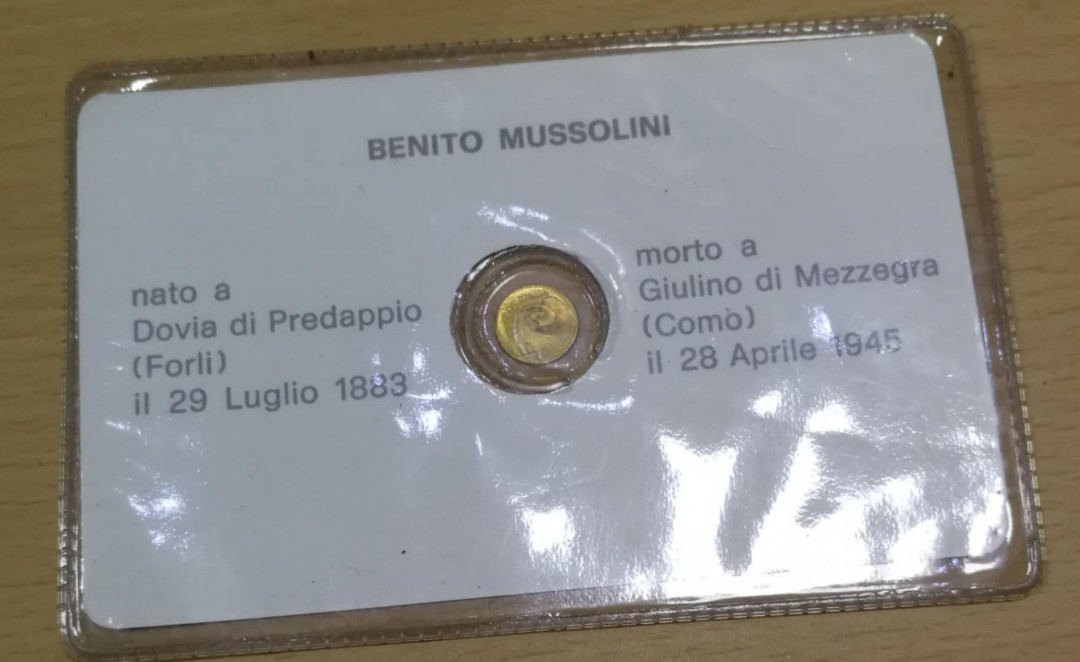 BENITO MUSSOLINI
nato a
Dovia di Predappio
(Forli)
il 29 Luglio 1883
morto a
Giulino di Mezzegra
(Como)
il 28 Aprile 1945